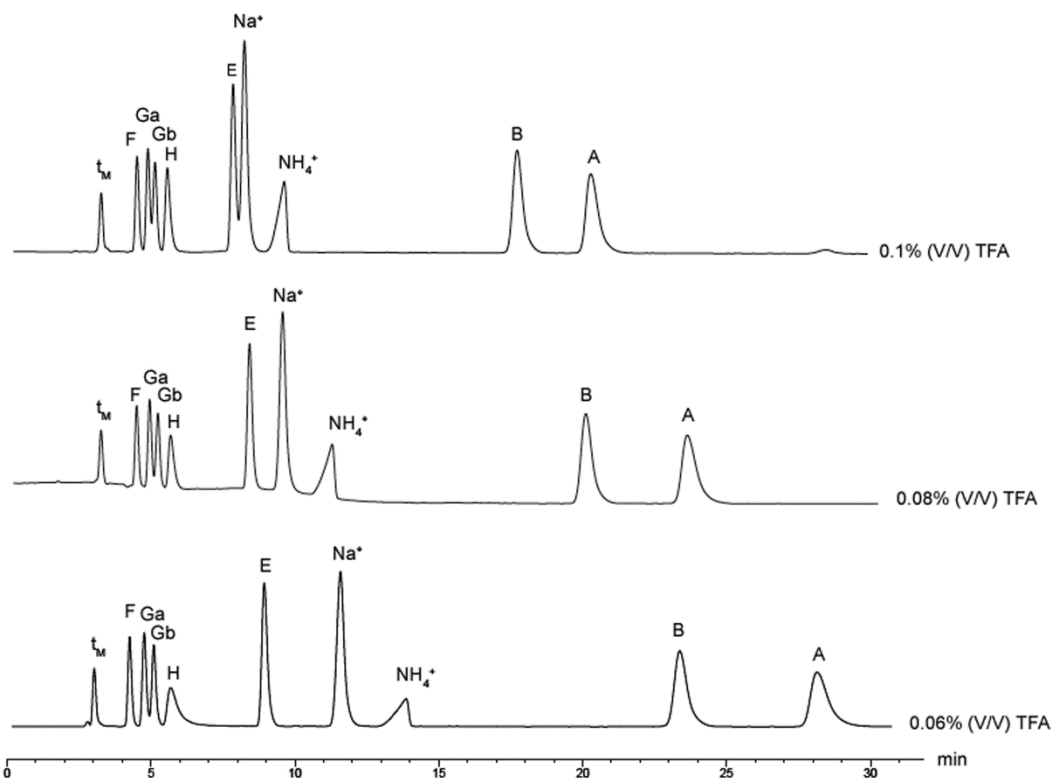 Na⁺
E
Ga
F
Gb
H
tM
NH₄⁺
B
A
0.1% (V/V) TFA
Na⁺
E
Ga
F
Gb
H
tM
NH₄⁺
B
A
0.08% (V/V) TFA
Na⁺
E
F Ga
Gb
tM
H
NH₄⁺
B
A
0.06% (V/V) TFA
0 5 10 15 20 25 30 min